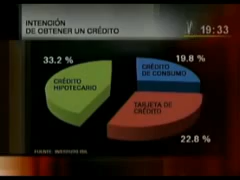 INTENCIÓN
DE OBTENER UN CRÉDITO
19:33
33.2 %
19.8 %
CRÉDITO
HIPOTECARIO
CRÉDITO
DE CONSUMO
TARJETA DE
CRÉDITO
22.8 %
FUENTE: